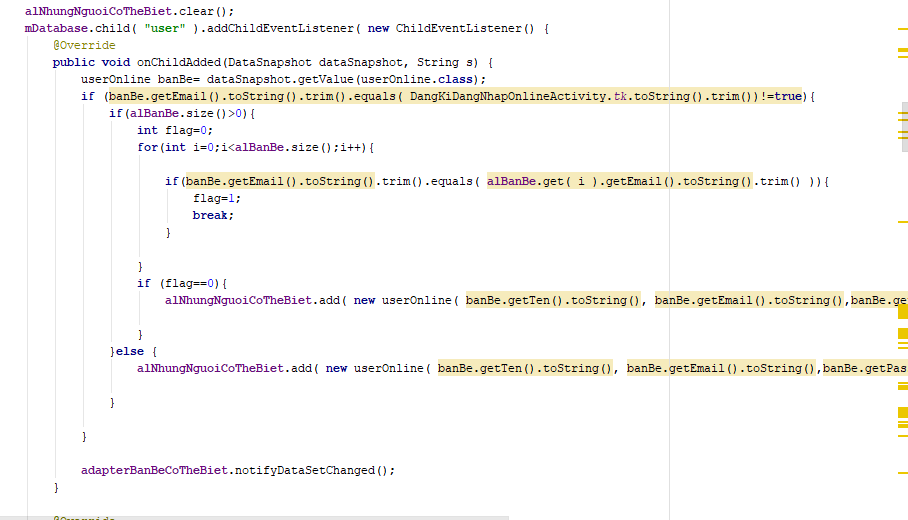 alNhungNguoiCoTheBiet.clear();
mDatabase.child( "user" ).addChildEventListener( new ChildEventListener() {
@Override
public void onChildAdded(DataSnapshot dataSnapshot, String s) {
userOnline banBe= dataSnapshot.getValue(userOnline.class);
if (banBe.getEmail().toString().trim().equals( DangKiDangNhapOnlineActivity.tk.toString().trim())!=true){
if(alBanBe.size()>0){
int flag=0;
for(int i=0;i<alBanBe.size();i++){
if(banBe.getEmail().toString().trim().equals( alBanBe.get( i ).getEmail().toString().trim() )){
flag=1;
break;
}
}
if (flag==0){
alNhungNguoiCoTheBiet.add( new userOnline( banBe.getTen().toString(), banBe.getEmail().toString(),banBe.ge
}
}else {
alNhungNguoiCoTheBiet.add( new userOnline( banBe.getTen().toString(), banBe.getEmail().toString(),banBe.getPas
}
}
adapterBanBeCoTheBiet.notifyDataSetChanged();
}
@Override